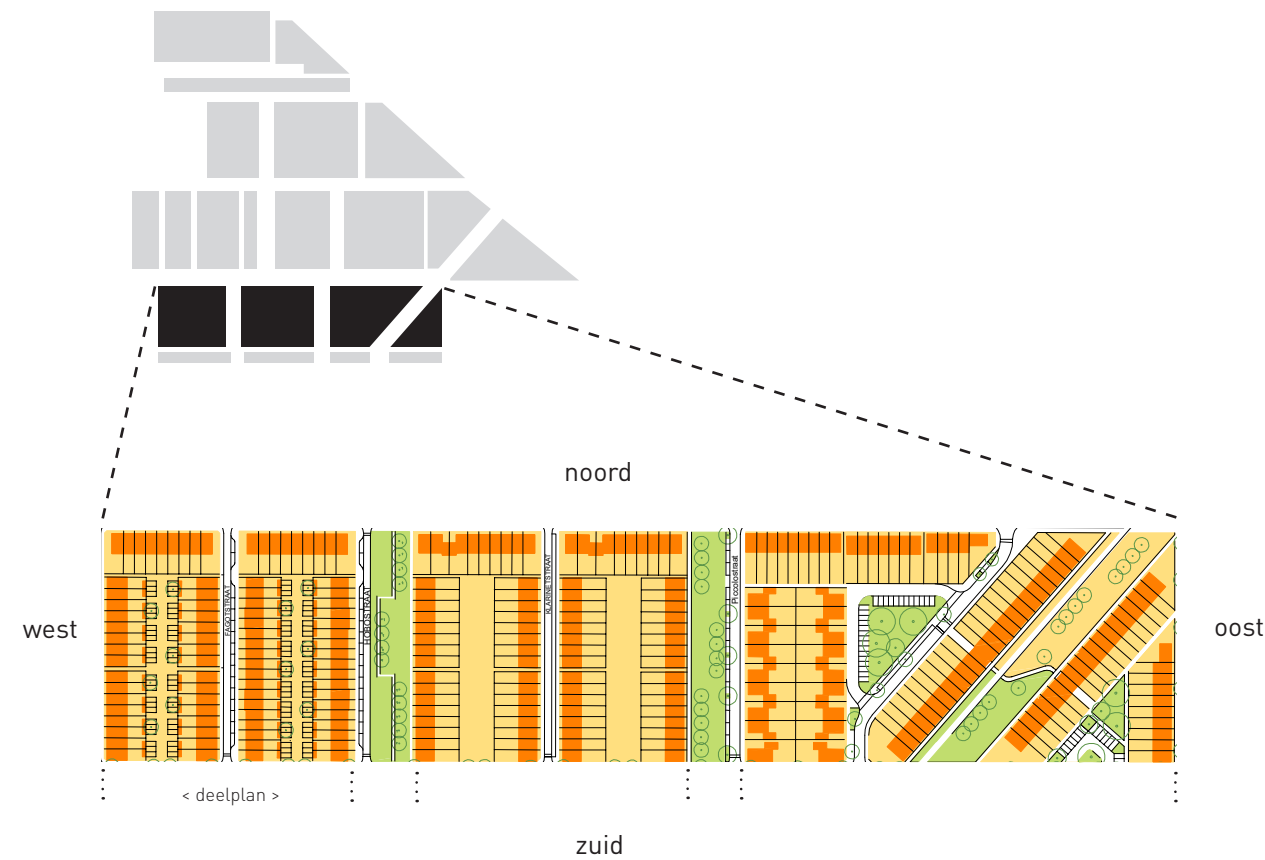 noord
west
FAGOTSTRAAT
HOBOSTRAAT
KLARINETSTRAAT
Piccolostraat
oost
< deelplan >
zuid